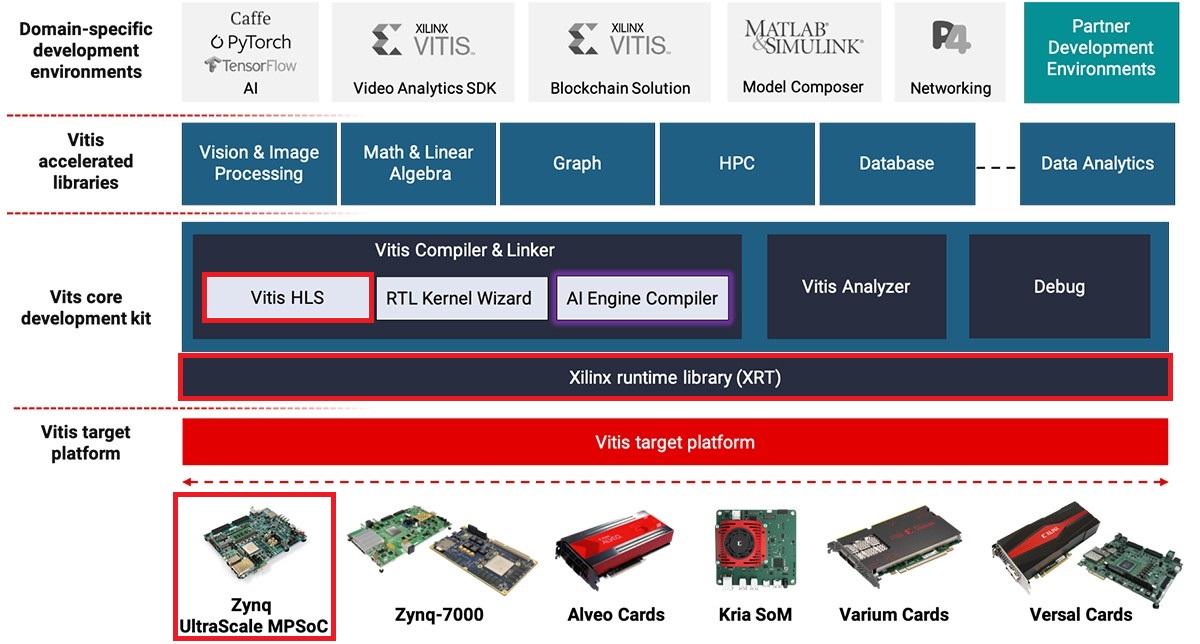 Domain-specific
development
environments
Caffe
PyTorch
TensorFlow
AI
XILINX
VITIS
Video Analytics SDK
XILINX
VITIS
Blockchain Solution
MATLAB
&SIMULINK
Model Composer
P4
Networking
Partner
Development
Environments
Vitis
accelerated
libraries
Vision & Image
Processing
Math & Linear
Algebra
Graph
HPC
Database
Data Analytics
Vits core
development kit
Vitis Compiler & Linker
Vitis HLS
RTL Kernel Wizard
AI Engine Compiler
Vitis Analyzer
Debug
Xilinx runtime library (XRT)
Vitis target
platform
Vitis target platform
Zynq
UltraScale MPSoC
Zynq-7000
ALVEO
Alveo Cards
Kria SoM
Varium Cards
XILINX
Versal Cards